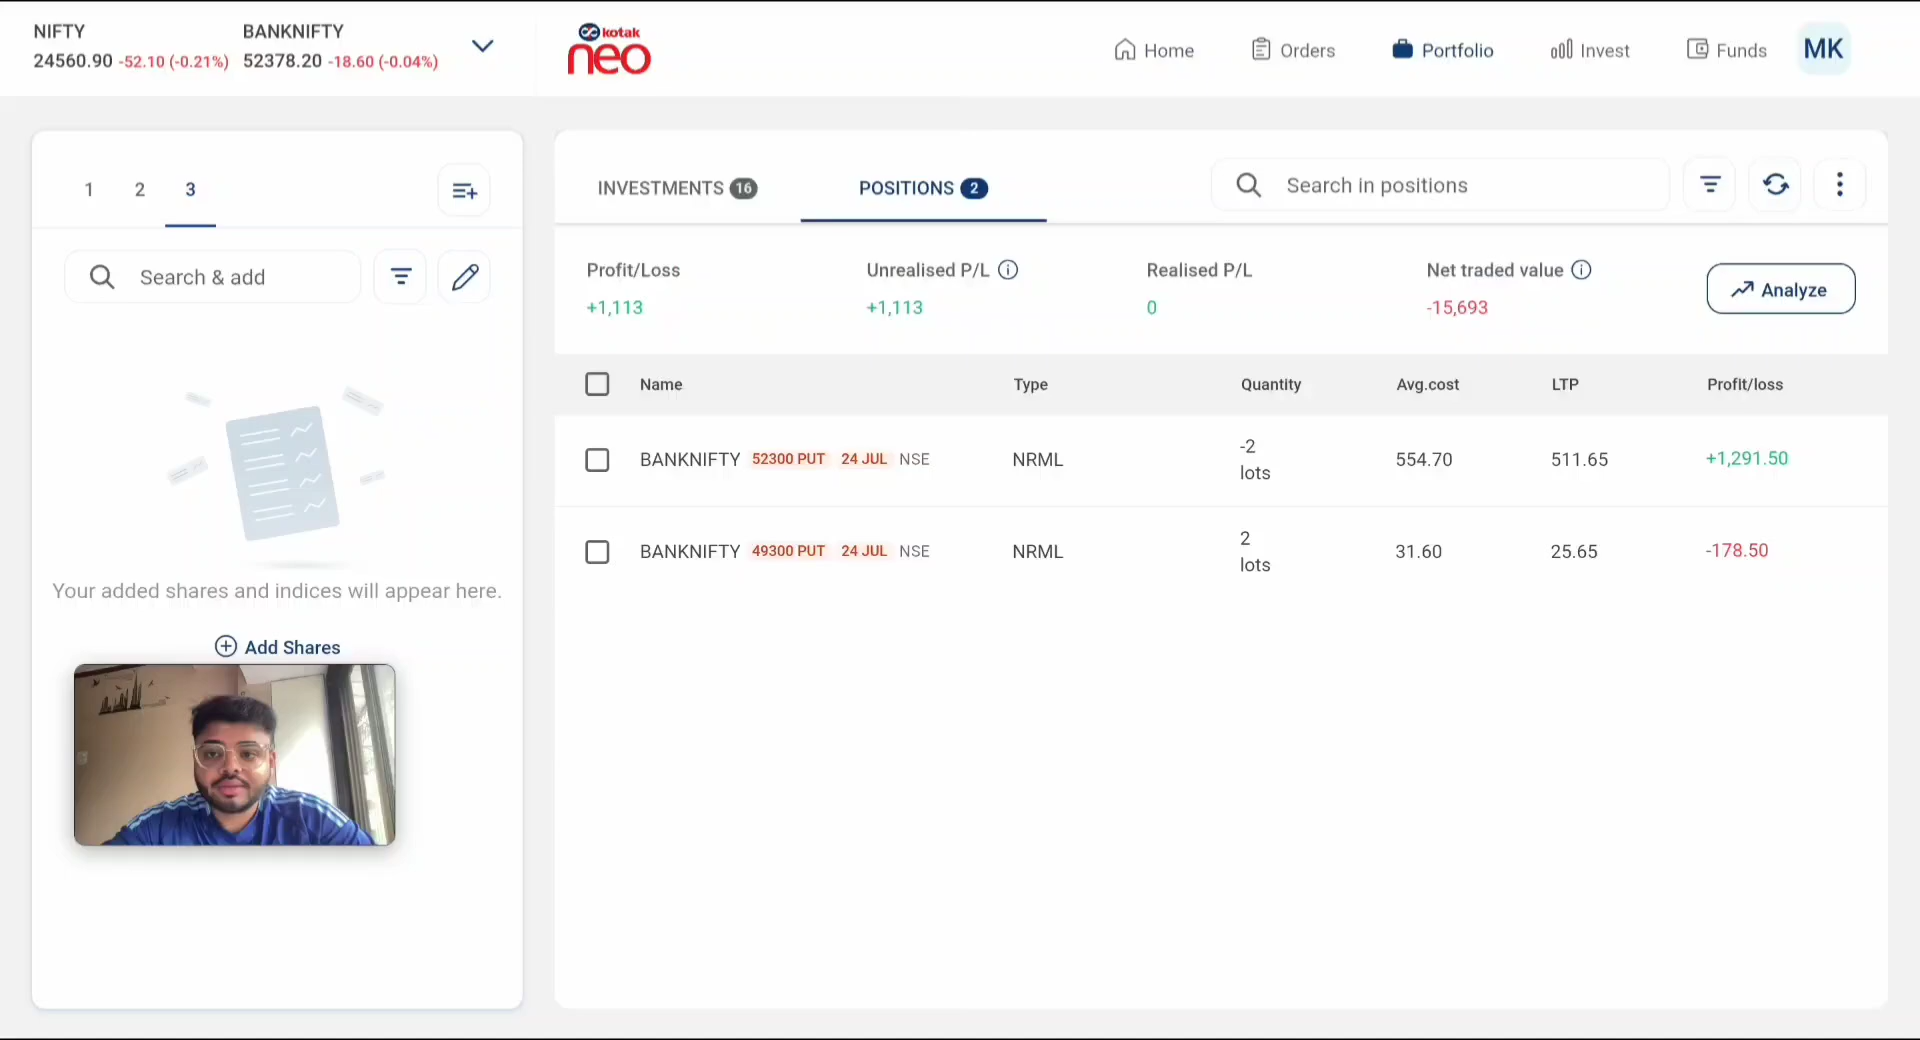 NIFTY
24560.90 -52.10 (-0.21%)
BANKNIFTY
52378.20 -18.60 (-0.04%)
kotak
neo
Home
Orders
Portfolio
Invest
Funds
MK
1 2 3
Search & add
Your added shares and indices will appear here.
Add Shares
INVESTMENTS 16
POSITIONS 2
Search in positions
Profit/Loss
+1,113
Unrealised P/L
+1,113
Realised P/L
0
Net traded value
-15,693
Analyze
Name Type Quantity Avg.cost LTP Profit/loss
BANKNIFTY 52300 PUT 24 JUL NSE NRML -2 lots 554.70 511.65 +1,291.50
BANKNIFTY 49300 PUT 24 JUL NSE NRML 2 lots 31.60 25.65 -178.50